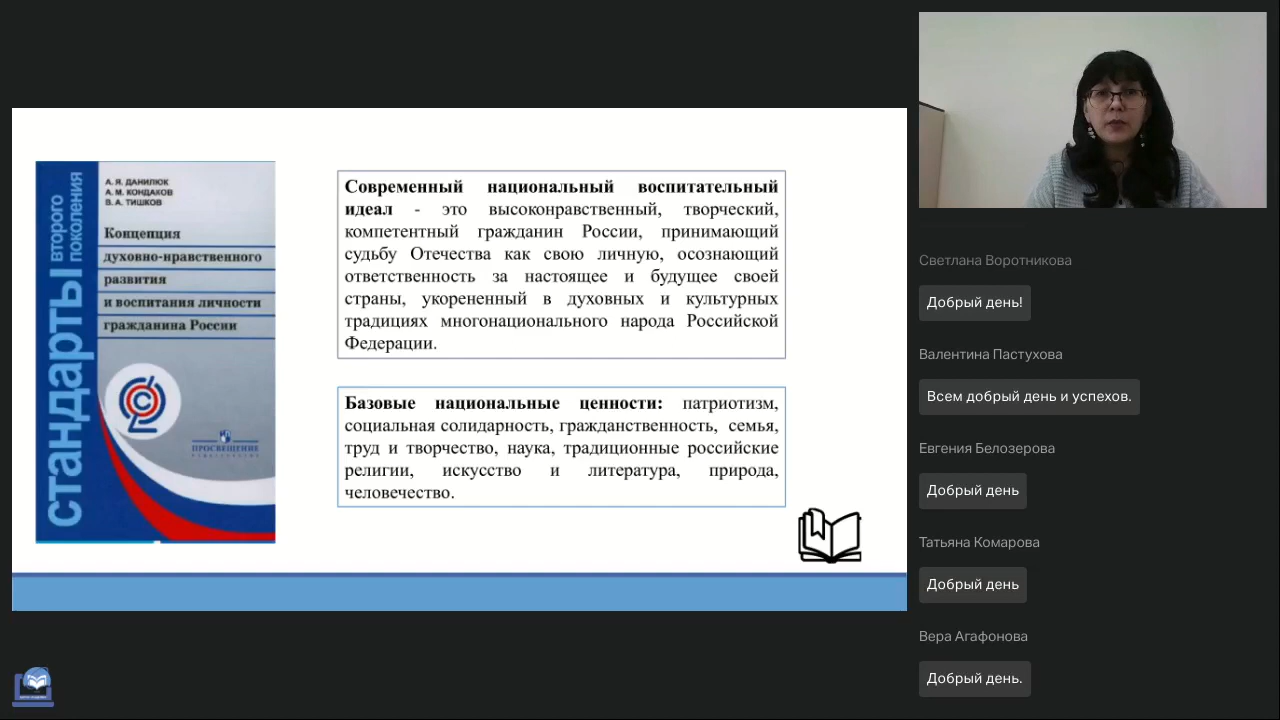 СТАНДАРТЫ
ВТОРОГО
ПОКОЛЕНИЯ
А. Я. ДАНИЛЮК
А. М. КОНДАКОВ
В. А. ТИШКОВ
Концепция
духовно-нравственного
развития
и воспитания личности
гражданина России
ПРОСВЕЩЕНИЕ
Современный национальный воспитательный
идеал - это высоконравственный, творческий,
компетентный гражданин России, принимающий
судьбу Отечества как свою личную, осознающий
ответственность за настоящее и будущее своей
страны, укорененный в духовных и культурных
традициях многонационального народа Российской
Федерации.
Базовые национальные ценности: патриотизм,
социальная солидарность, гражданственность, семья,
труд и творчество, наука, традиционные российские
религии, искусство и литература, природа,
человечество.
Светлана Воротникова
Добрый день!
Валентина Пастухова
Всем добрый день и успехов.
Евгения Белозерова
Добрый день
Татьяна Комарова
Добрый день
Вера Агафонова
Добрый день.